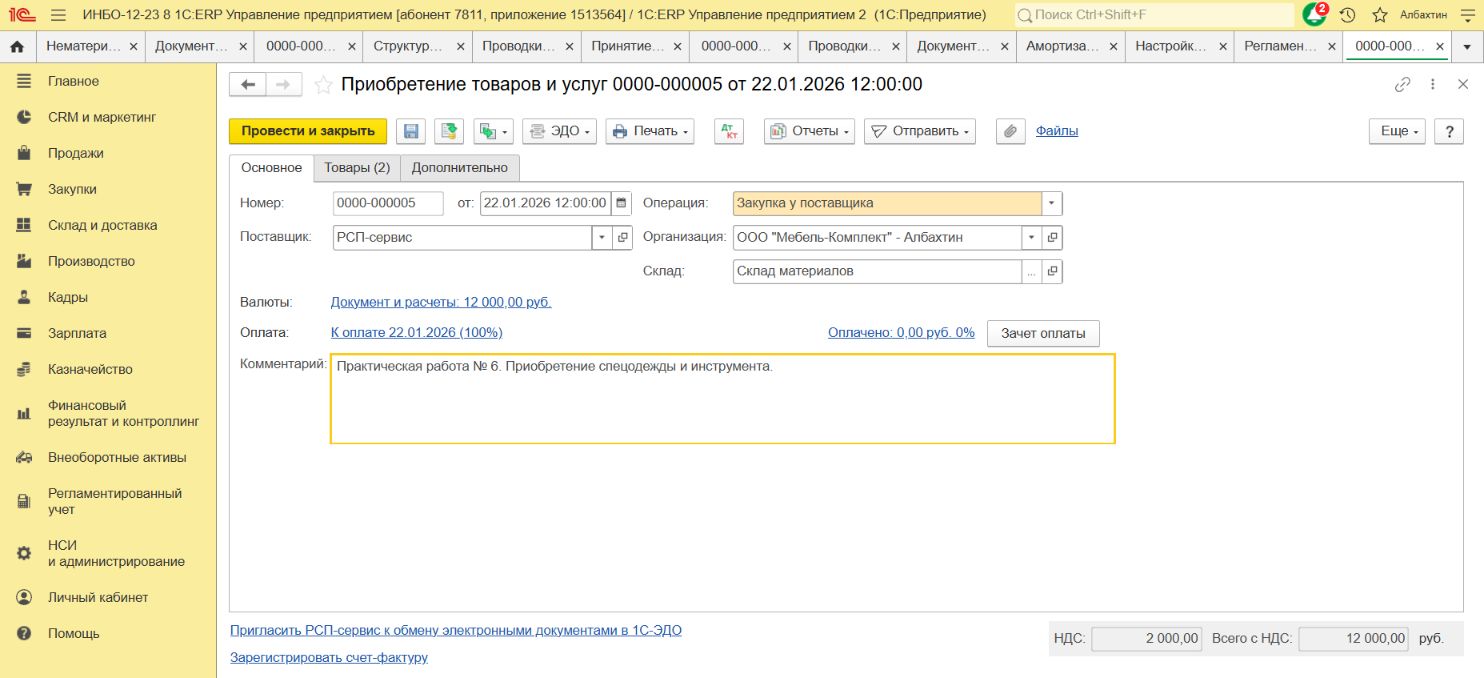 1С ИНБО-12-23 8 1С:ERP Управление предприятием [абонент 7811, приложение 1513564] / 1С:ERP Управление предприятием 2 (1С:Предприятие) Поиск Ctrl+Shift+F 2 Албахтин
Нематери... Документ... 0000-000... Структур... Проводки... Принятие... 0000-000... Проводки... Документ... Амортиза... Настройк... Регламен... 0000-000...
Главное
CRM и маркетинг
Продажи
Закупки
Склад и доставка
Производство
Кадры
Зарплата
Казначейство
Финансовый
результат и контроллинг
Внеоборотные активы
Регламентированный
учет
НСИ
и администрирование
Личный кабинет
Помощь
Приобретение товаров и услуг 0000-000005 от 22.01.2026 12:00:00
Провести и закрыть ЭДО Печать Дт Кт Отчеты Отправить Файлы Еще ?
Основное Товары (2) Дополнительно
Номер: 0000-000005 от: 22.01.2026 12:00:00 Операция: Закупка у поставщика
Поставщик: РСП-сервис Организация: ООО "Мебель-Комплект" - Албахтин
Склад: Склад материалов ...
Валюты: Документ и расчеты: 12 000,00 руб.
Оплата: К оплате 22.01.2026 (100%) Оплачено: 0,00 руб. 0% Зачет оплаты
Комментарий: Практическая работа № 6. Приобретение спецодежды и инструмента.
Пригласить РСП-сервис к обмену электронными документами в 1С-ЭДО
НДС: 2 000,00 Всего с НДС: 12 000,00 руб.
Зарегистрировать счет-фактуру